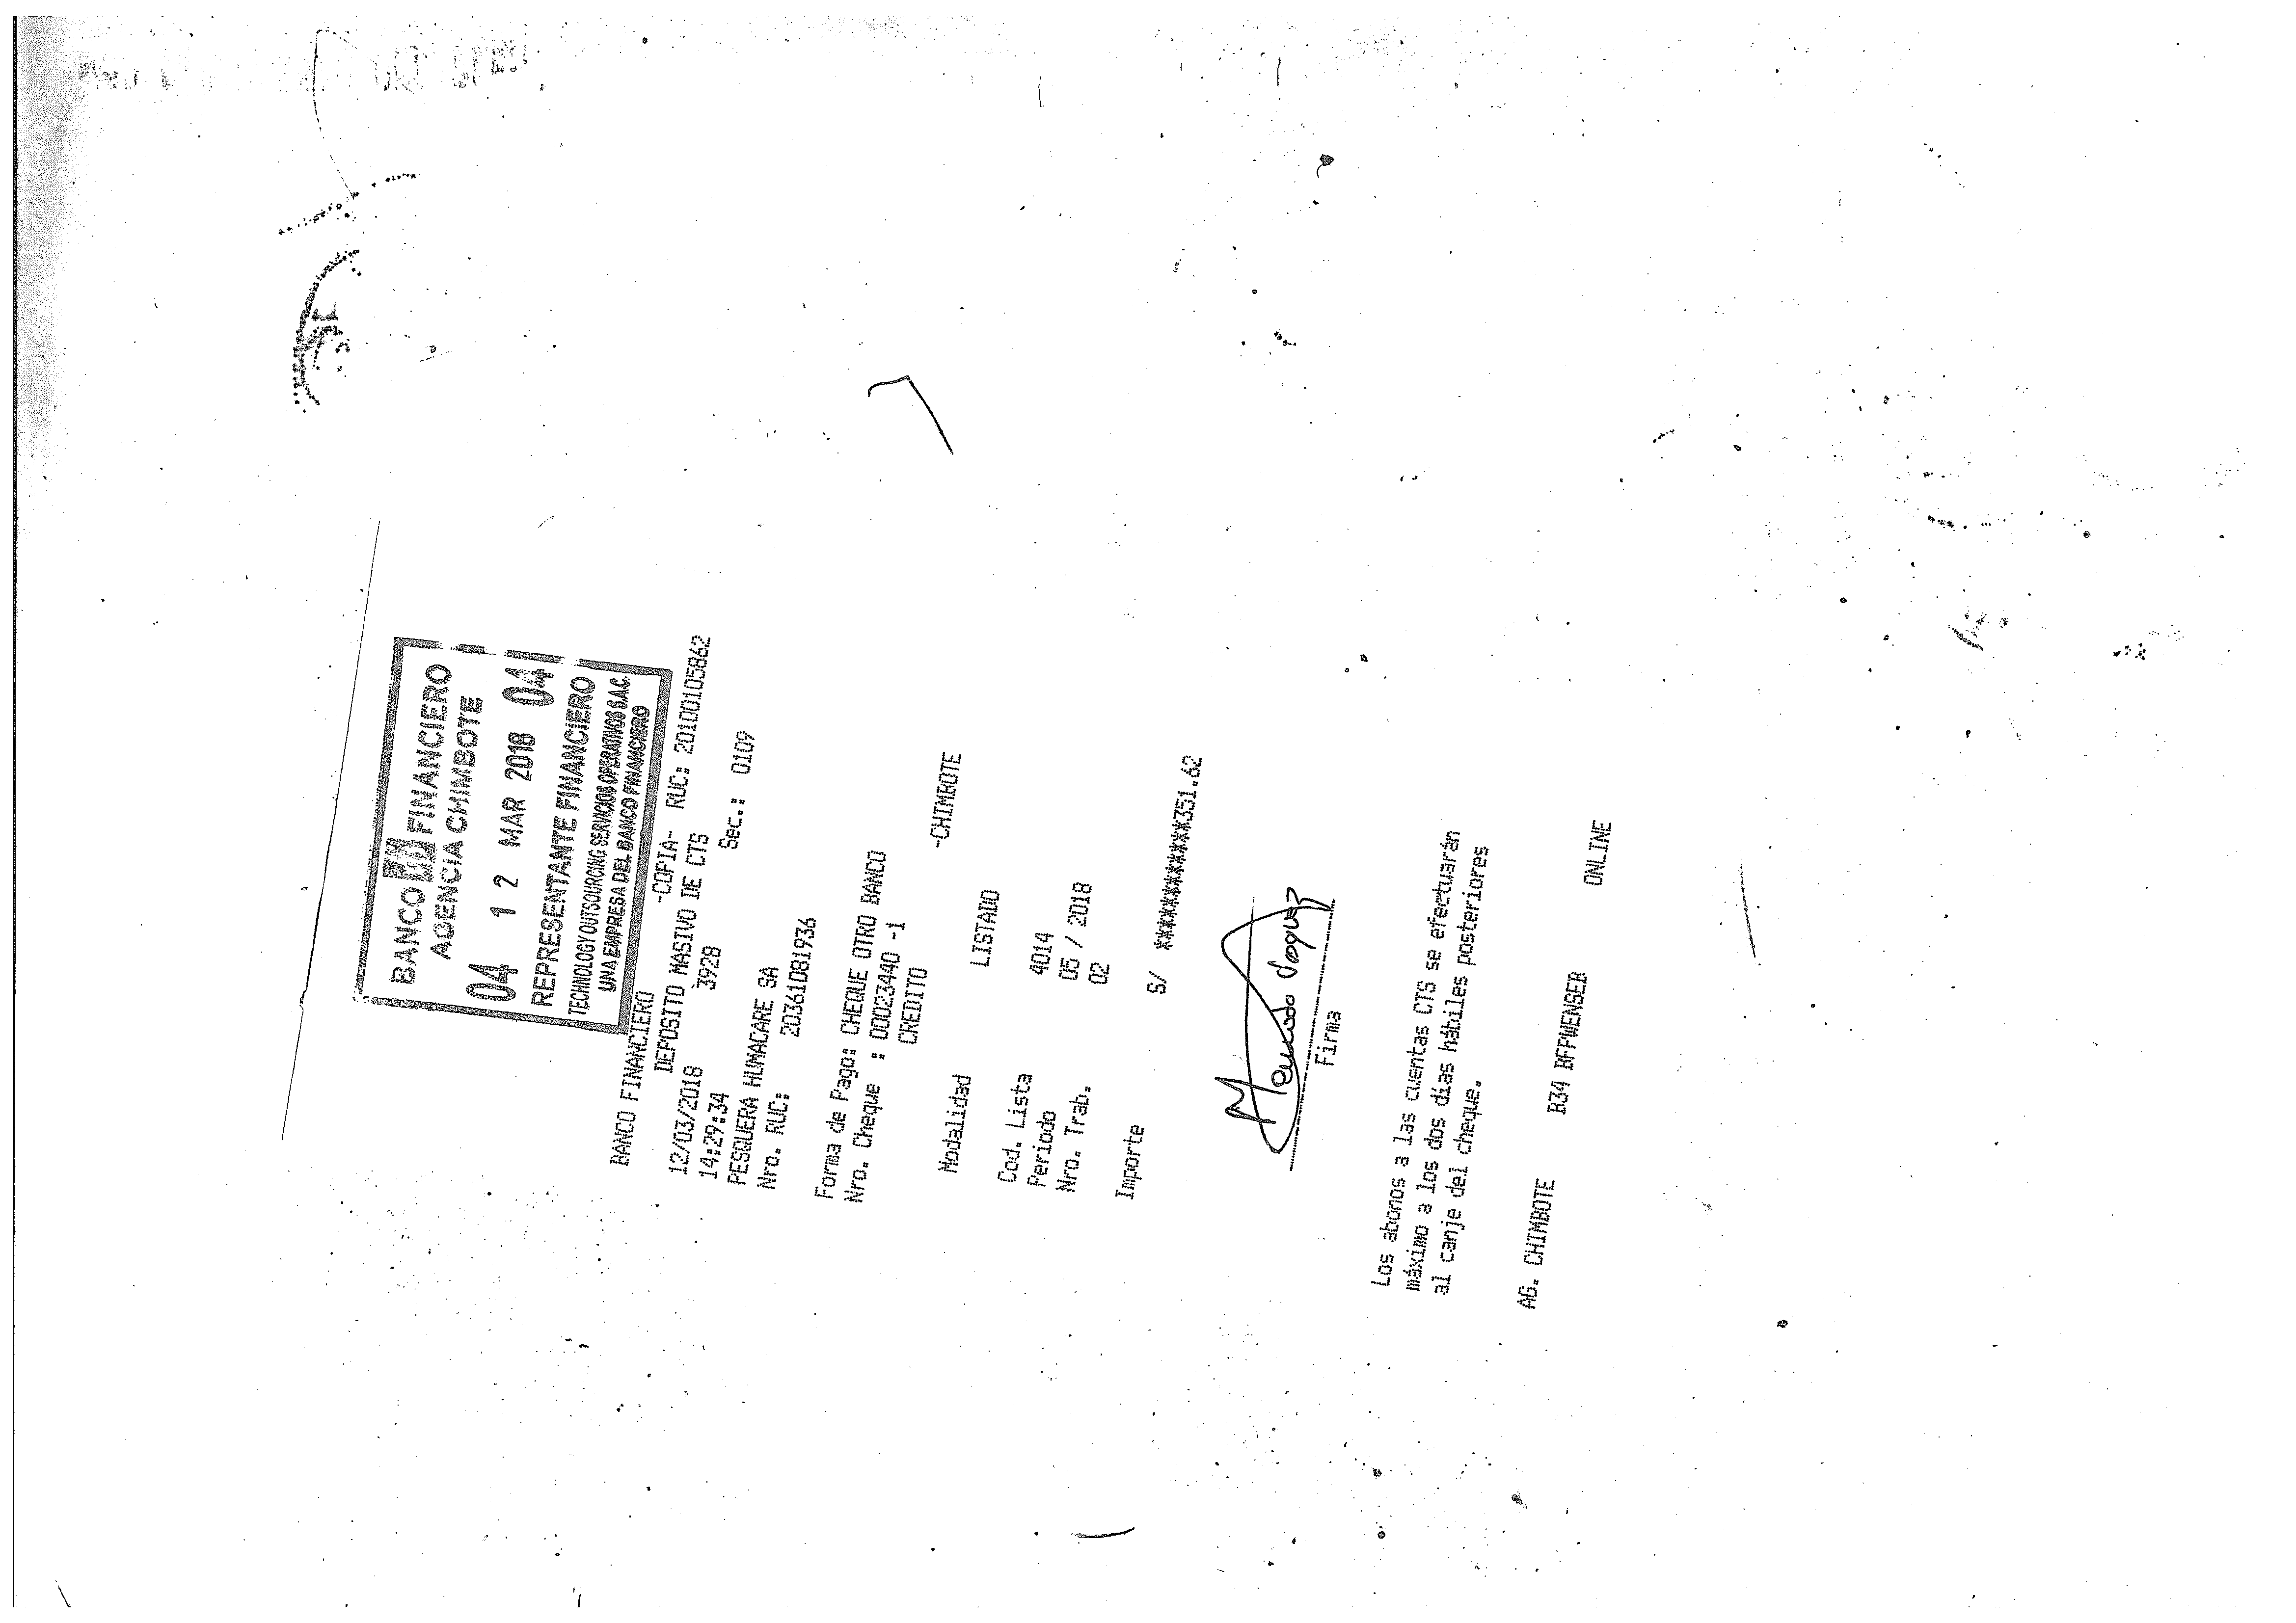 BANCO FINANCIERO
AGENCIA CHIMBOTE
04 12 MAR 2018 04
REPRESENTANTE FINANCIERO
TECHNOLOGY OUTSOURCING SERVICIOS OPERATIVOS S.A.C.
UNA EMPRESA DEL BANCO FINANCIERO
BANCO FINANCIERO -COPIA- RUC: 20100105862
DEPOSITO MASIVO DE CTS
12/03/2018 3928
14:29:34 Sec.: 0109
PESQUERA HUMACARE SA
Nro. RUC: 20361081936
Forma de Pago: CHEQUE OTRO BANCO
Nro. Cheque : 00023440 -1
CREDITO -CHIMBOTE
Modalidad LISTADO
Cod. Lista 4014
Periodo 05 / 2018
Nro. Trab. 02
Importe S/ ************351.62
Firma
Los abonos a las cuentas CTS se efectuarán
máximo a los dos días hábiles posteriores
al canje del cheque.
AG. CHIMBOTE B34 DFPWENSEB ONLINE